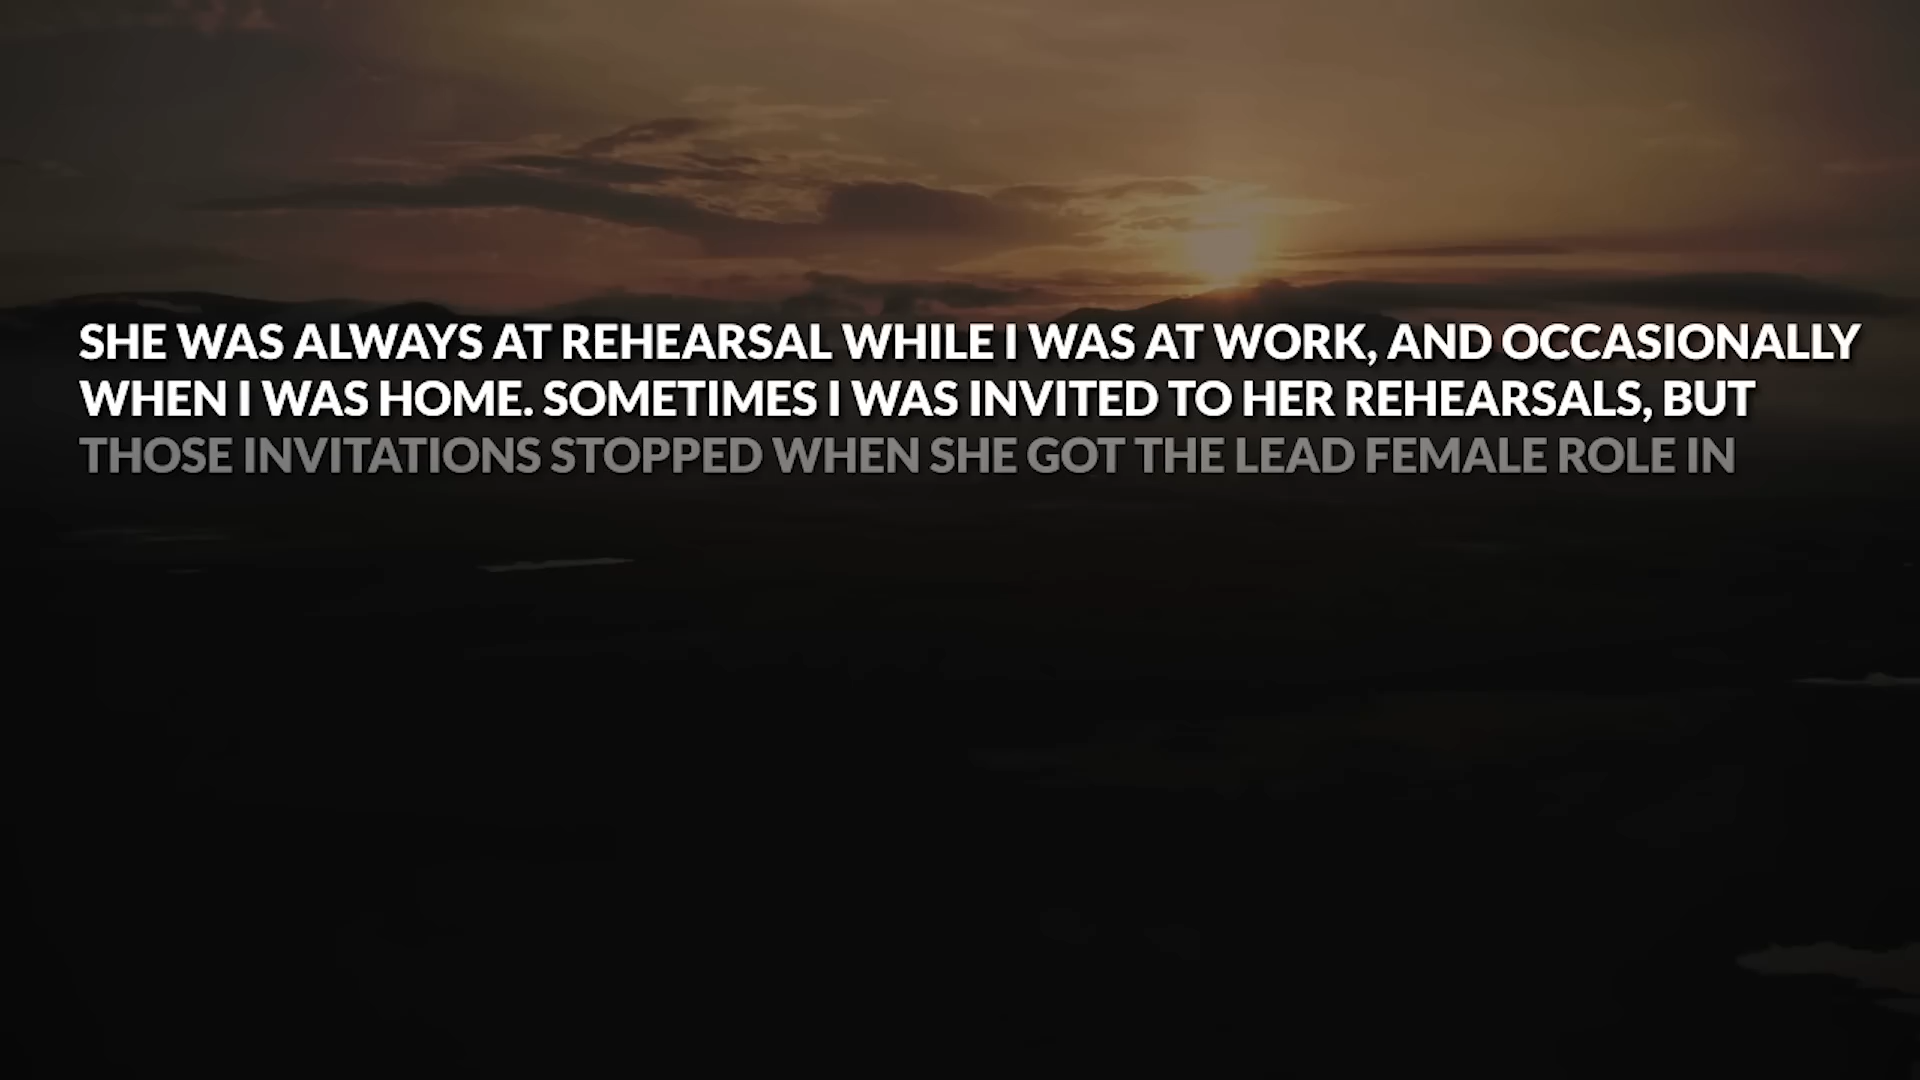 SHE WAS ALWAYS AT REHEARSAL WHILE I WAS AT WORK, AND OCCASIONALLY
WHEN I WAS HOME. SOMETIMES I WAS INVITED TO HER REHEARSALS, BUT
THOSE INVITATIONS STOPPED WHEN SHE GOT THE LEAD FEMALE ROLE IN